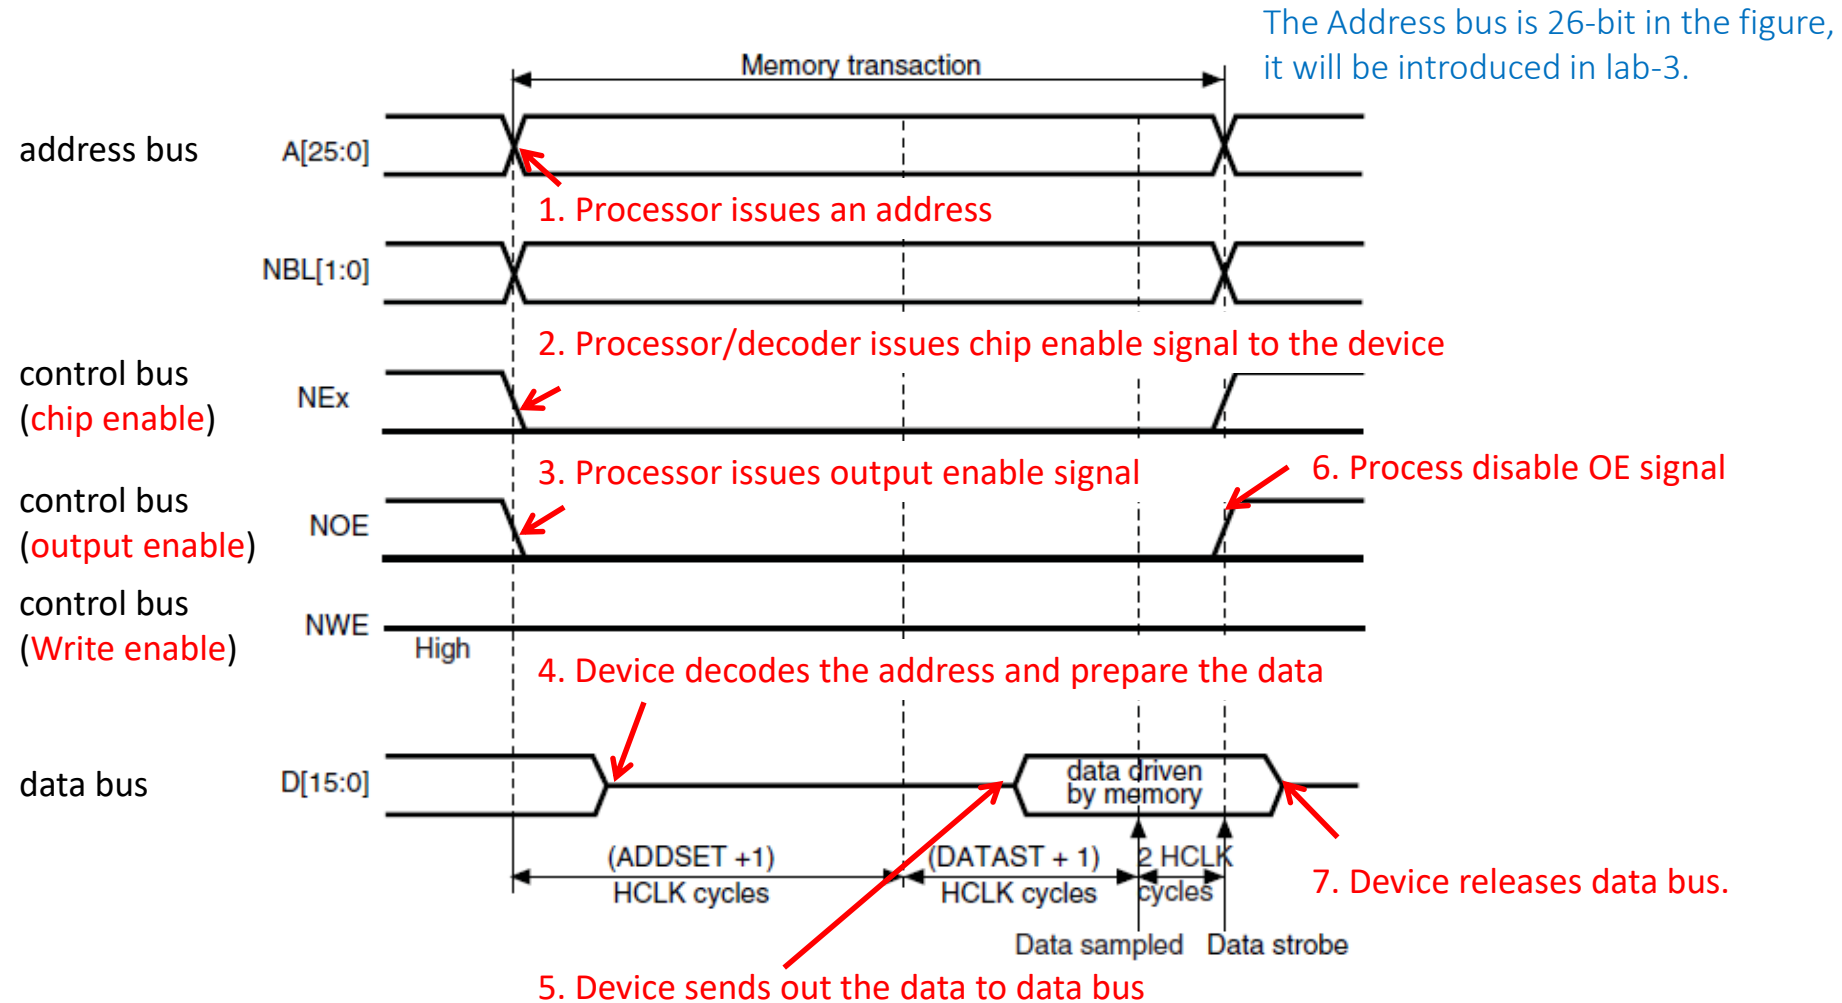 The Address bus is 26-bit in the figure,
it will be introduced in lab-3.
Memory transaction
address bus
A[25:0]
1. Processor issues an address
NBL[1:0]
2. Processor/decoder issues chip enable signal to the device
control bus
(chip enable)
NEx
3. Processor issues output enable signal
6. Process disable OE signal
control bus
(output enable)
NOE
control bus
(Write enable)
NWE
High
4. Device decodes the address and prepare the data
data bus
D[15:0]
data driven
by memory
(ADDSET +1)
HCLK cycles
(DATAST + 1)
HCLK cycles
2 HCLK
cycles
7. Device releases data bus.
Data sampled
Data strobe
5. Device sends out the data to data bus